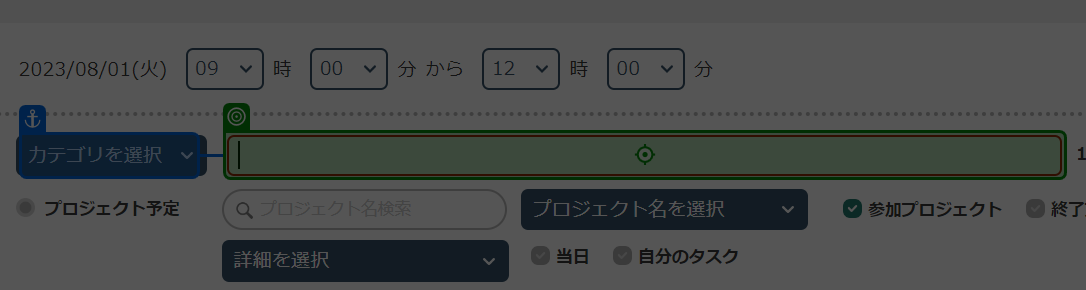 2023/08/01(火) 09 時 00 分 から 12 時 00 分
カテゴリを選択 1
プロジェクト予定 プロジェクト名検索 プロジェクト名を選択 参加プロジェクト 終了
詳細を選択 当日 自分のタスク